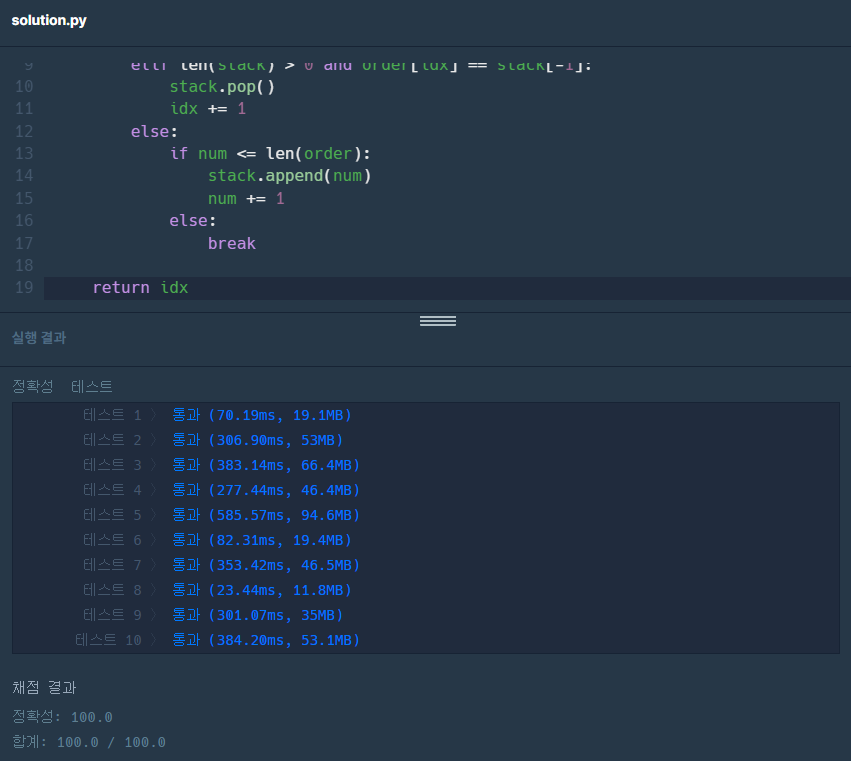 solution.py
9 elif len(stack) > 0 and order[idx] == stack[-1]:
10 stack.pop()
11 idx += 1
12 else:
13 if num <= len(order):
14 stack.append(num)
15 num += 1
16 else:
17 break
18
19 return idx
실행 결과
정확성 테스트
테스트 1 〉 통과 (70.19ms, 19.1MB)
테스트 2 〉 통과 (306.90ms, 53MB)
테스트 3 〉 통과 (383.14ms, 66.4MB)
테스트 4 〉 통과 (277.44ms, 46.4MB)
테스트 5 〉 통과 (585.57ms, 94.6MB)
테스트 6 〉 통과 (82.31ms, 19.4MB)
테스트 7 〉 통과 (353.42ms, 46.5MB)
테스트 8 〉 통과 (23.44ms, 11.8MB)
테스트 9 〉 통과 (301.07ms, 35MB)
테스트 10 〉 통과 (384.20ms, 53.1MB)
채점 결과
정확성: 100.0
합계: 100.0 / 100.0